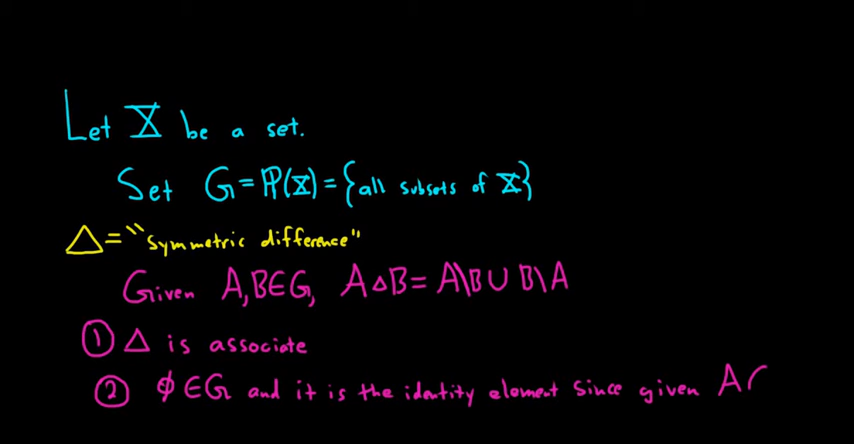 Let X be a set.
Set G = ℙ(X) = {all subsets of X}
△ = "Symmetric difference"
Given A, B ∈ G, A △ B = A\B ∪ B\A
① △ is associate
② ∅ ∈ G and it is the identity element since given A